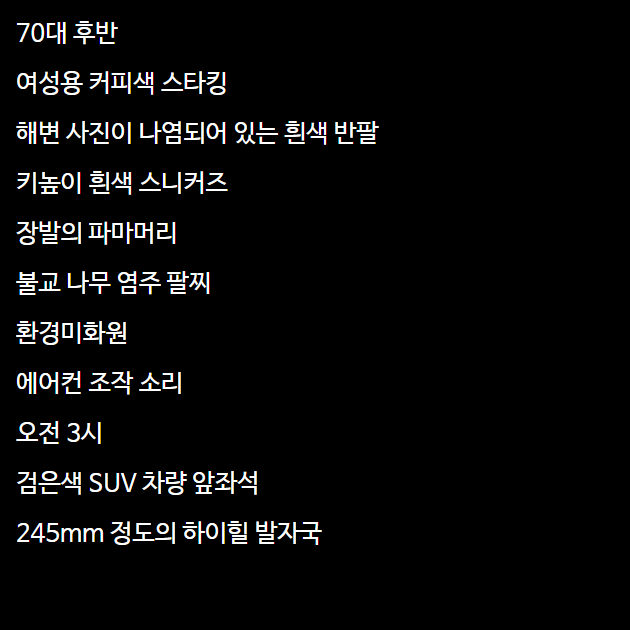 70대 후반
여성용 커피색 스타킹
해변 사진이 나염되어 있는 흰색 반팔
키높이 흰색 스니커즈
장발의 파마머리
불교 나무 염주 팔찌
환경미화원
에어컨 조작 소리
오전 3시
검은색 SUV 차량 앞좌석
245mm 정도의 하이힐 발자국